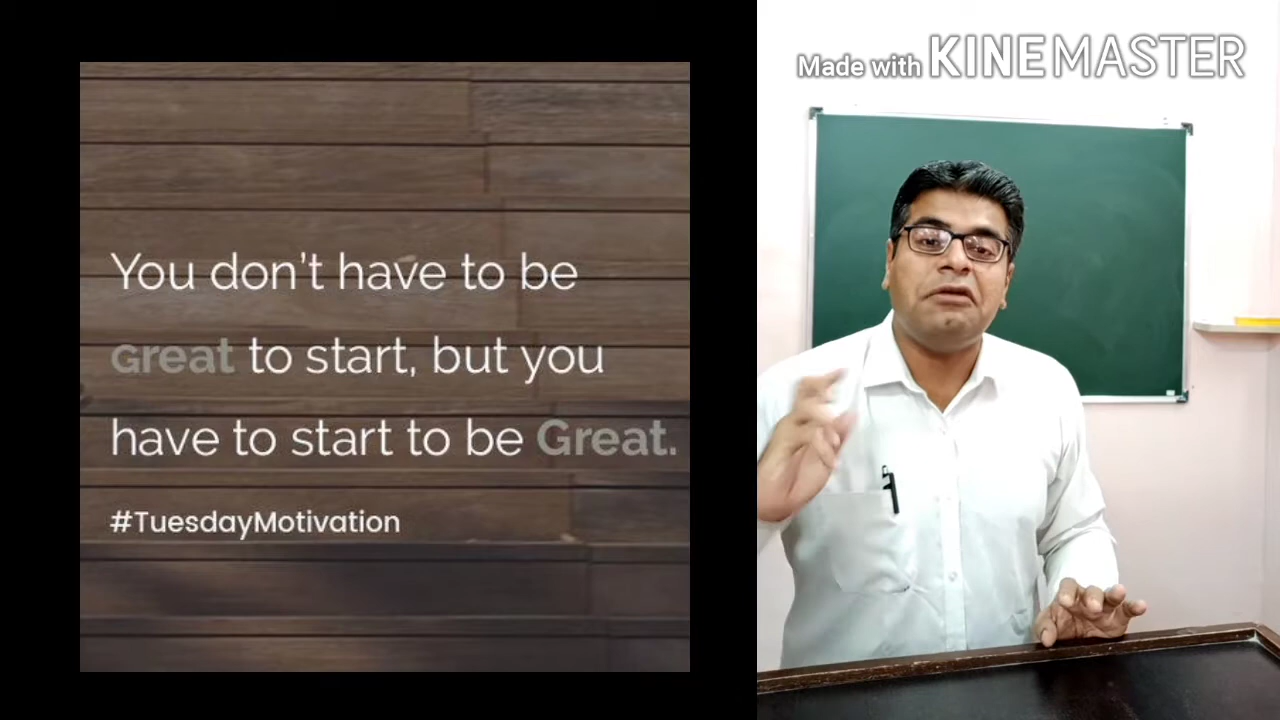 Made with KINEMASTER
You don't have to be
Great to start, but you
have to start to be Great.
#TuesdayMotivation